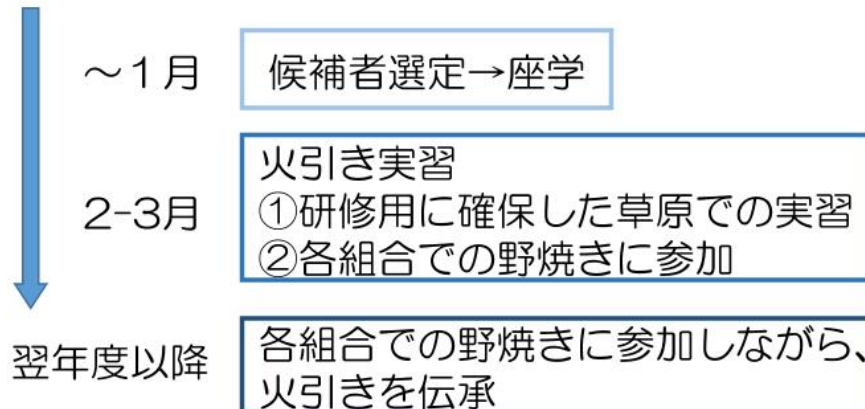 ～1月
候補者選定→座学
2-3月
火引き実習
①研修用に確保した草原での実習
②各組合での野焼きに参加
翌年度以降
各組合での野焼きに参加しながら、
火引きを伝承